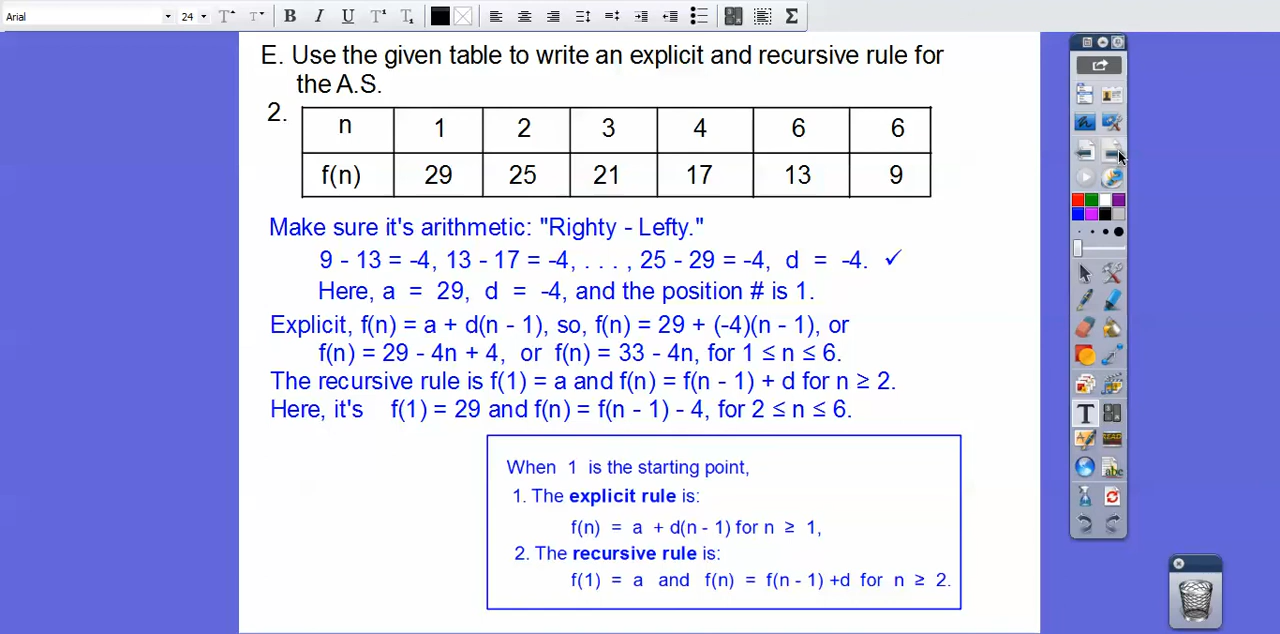 Arial 24 B I U T T Σ
E. Use the given table to write an explicit and recursive rule for
the A.S.
2.
n 1 2 3 4 6 6
f(n) 29 25 21 17 13 9
Make sure it's arithmetic: "Righty - Lefty."
9 - 13 = -4, 13 - 17 = -4, . . . , 25 - 29 = -4, d = -4. ✓
Here, a = 29, d = -4, and the position # is 1.
Explicit, f(n) = a + d(n - 1), so, f(n) = 29 + (-4)(n - 1), or
f(n) = 29 - 4n + 4, or f(n) = 33 - 4n, for 1 ≤ n ≤ 6.
The recursive rule is f(1) = a and f(n) = f(n - 1) + d for n ≥ 2.
Here, it's f(1) = 29 and f(n) = f(n - 1) - 4, for 2 ≤ n ≤ 6.
When 1 is the starting point,
1. The explicit rule is:
f(n) = a + d(n - 1) for n ≥ 1,
2. The recursive rule is:
f(1) = a and f(n) = f(n - 1) +d for n ≥ 2.